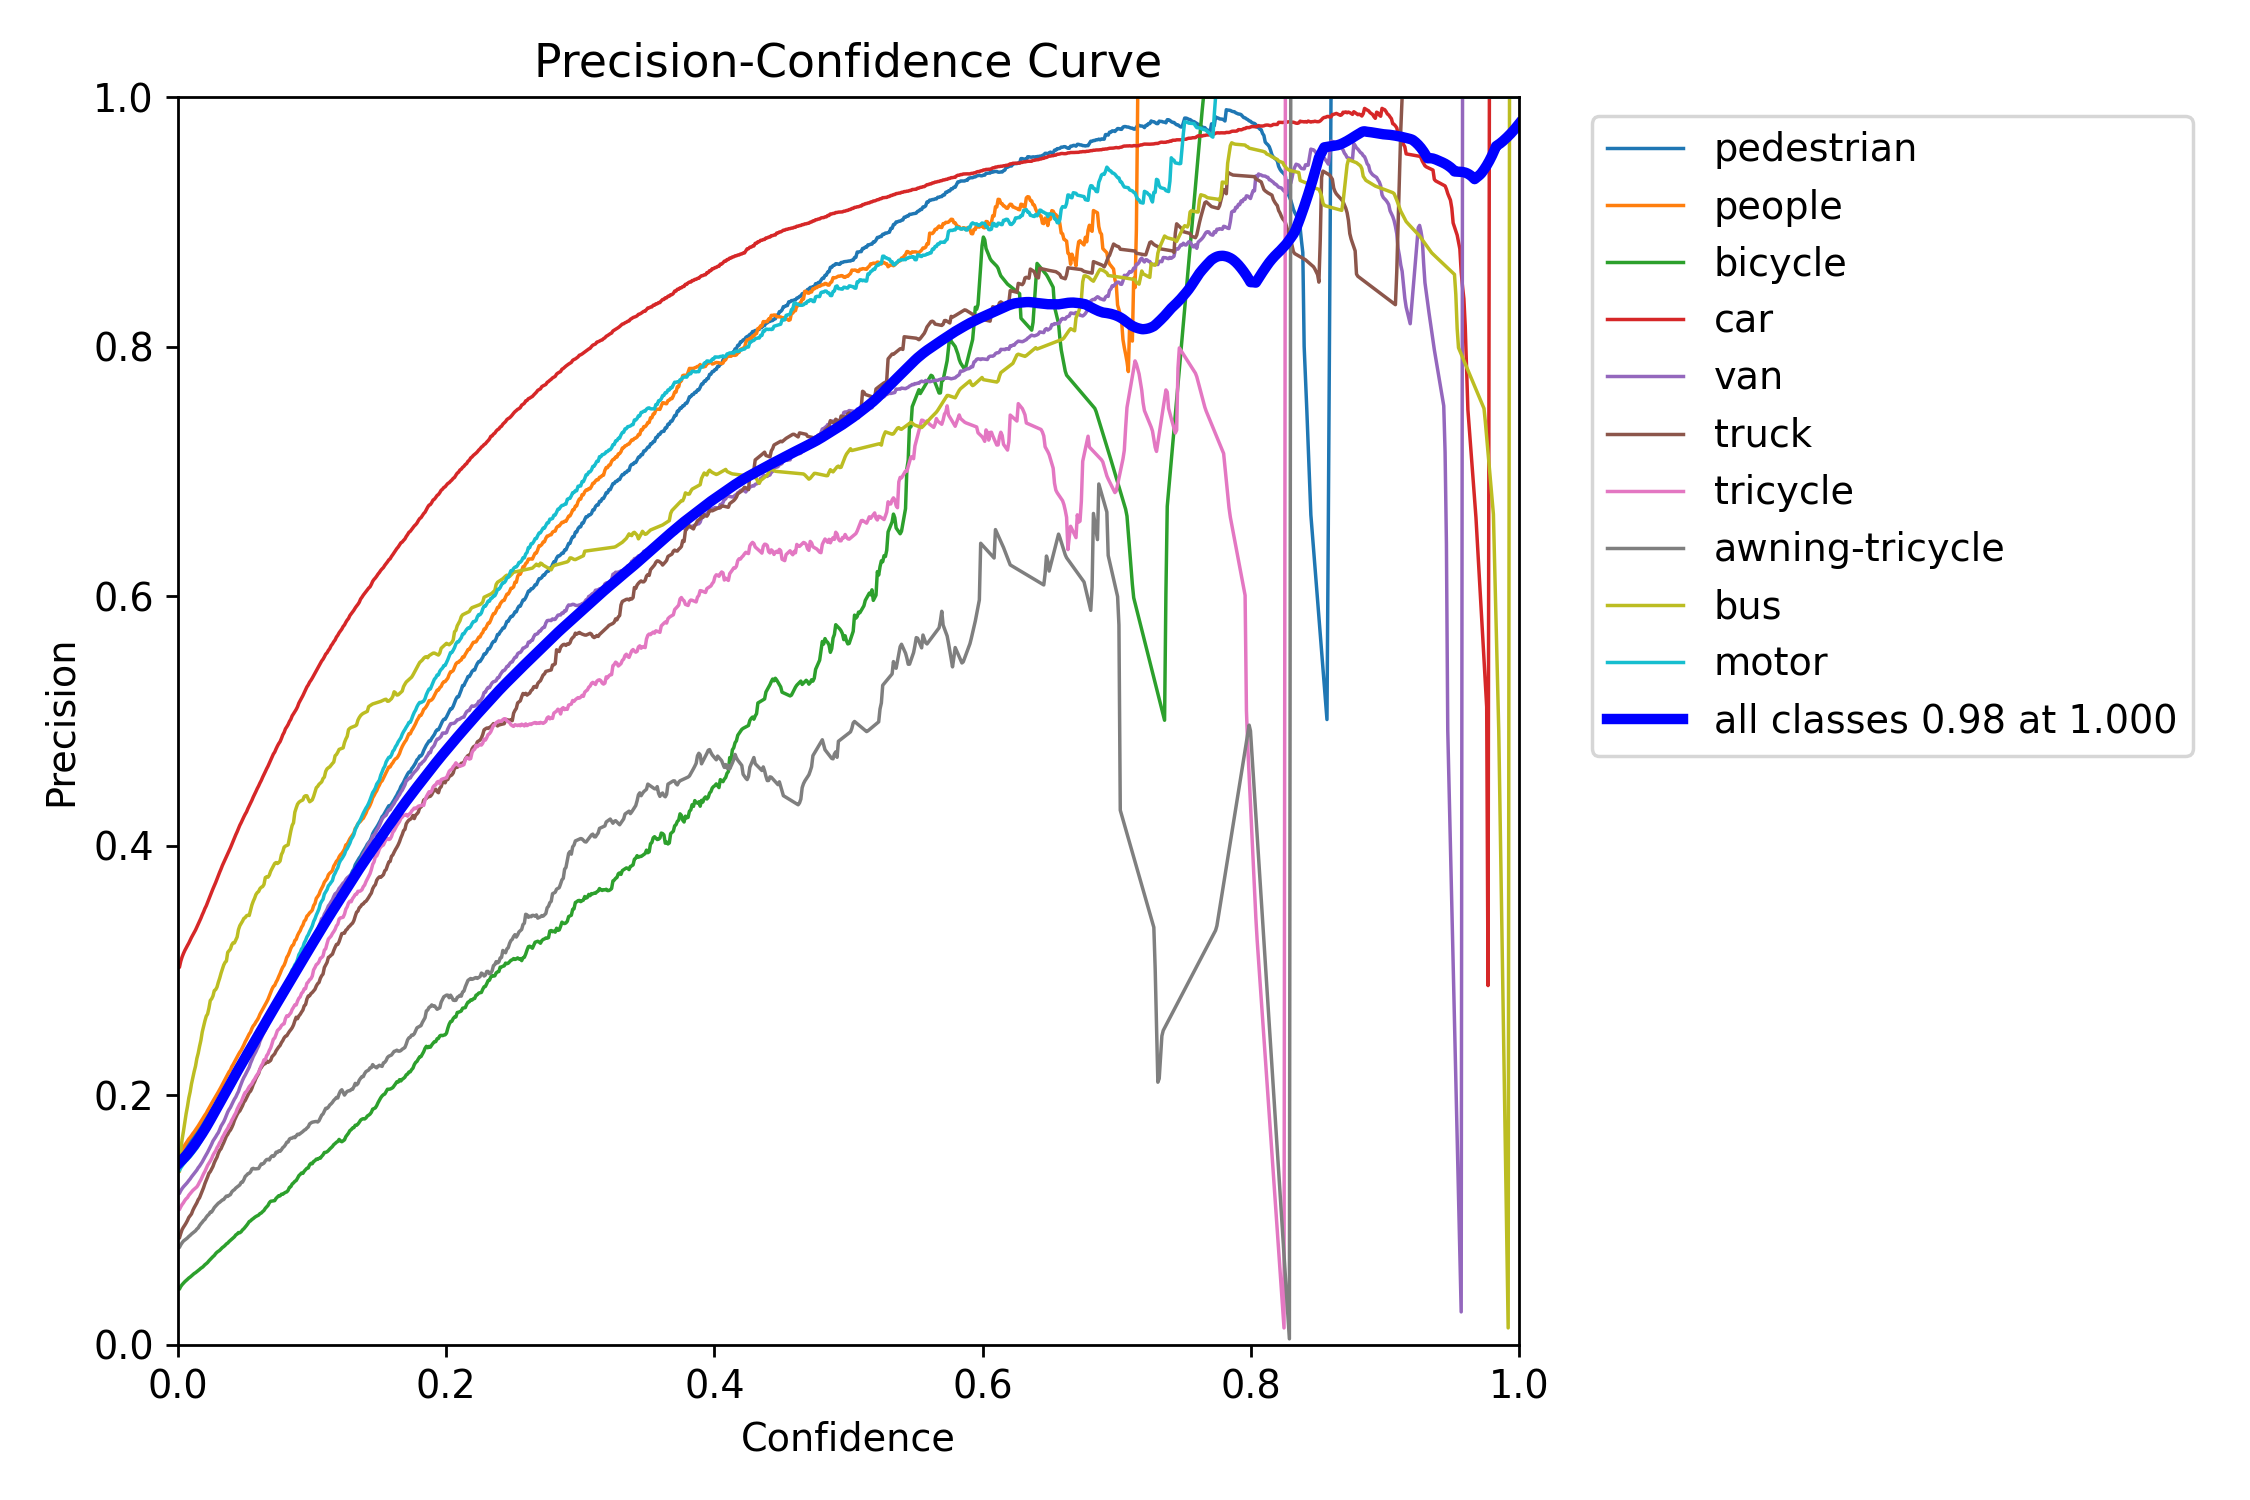 Precision-Confidence Curve
1.0
0.8
0.6
0.4
0.2
0.0
Precision
0.0 0.2 0.4 0.6 0.8 1.0
Confidence
pedestrian
people
bicycle
car
van
truck
tricycle
awning-tricycle
bus
motor
all classes 0.98 at 1.000